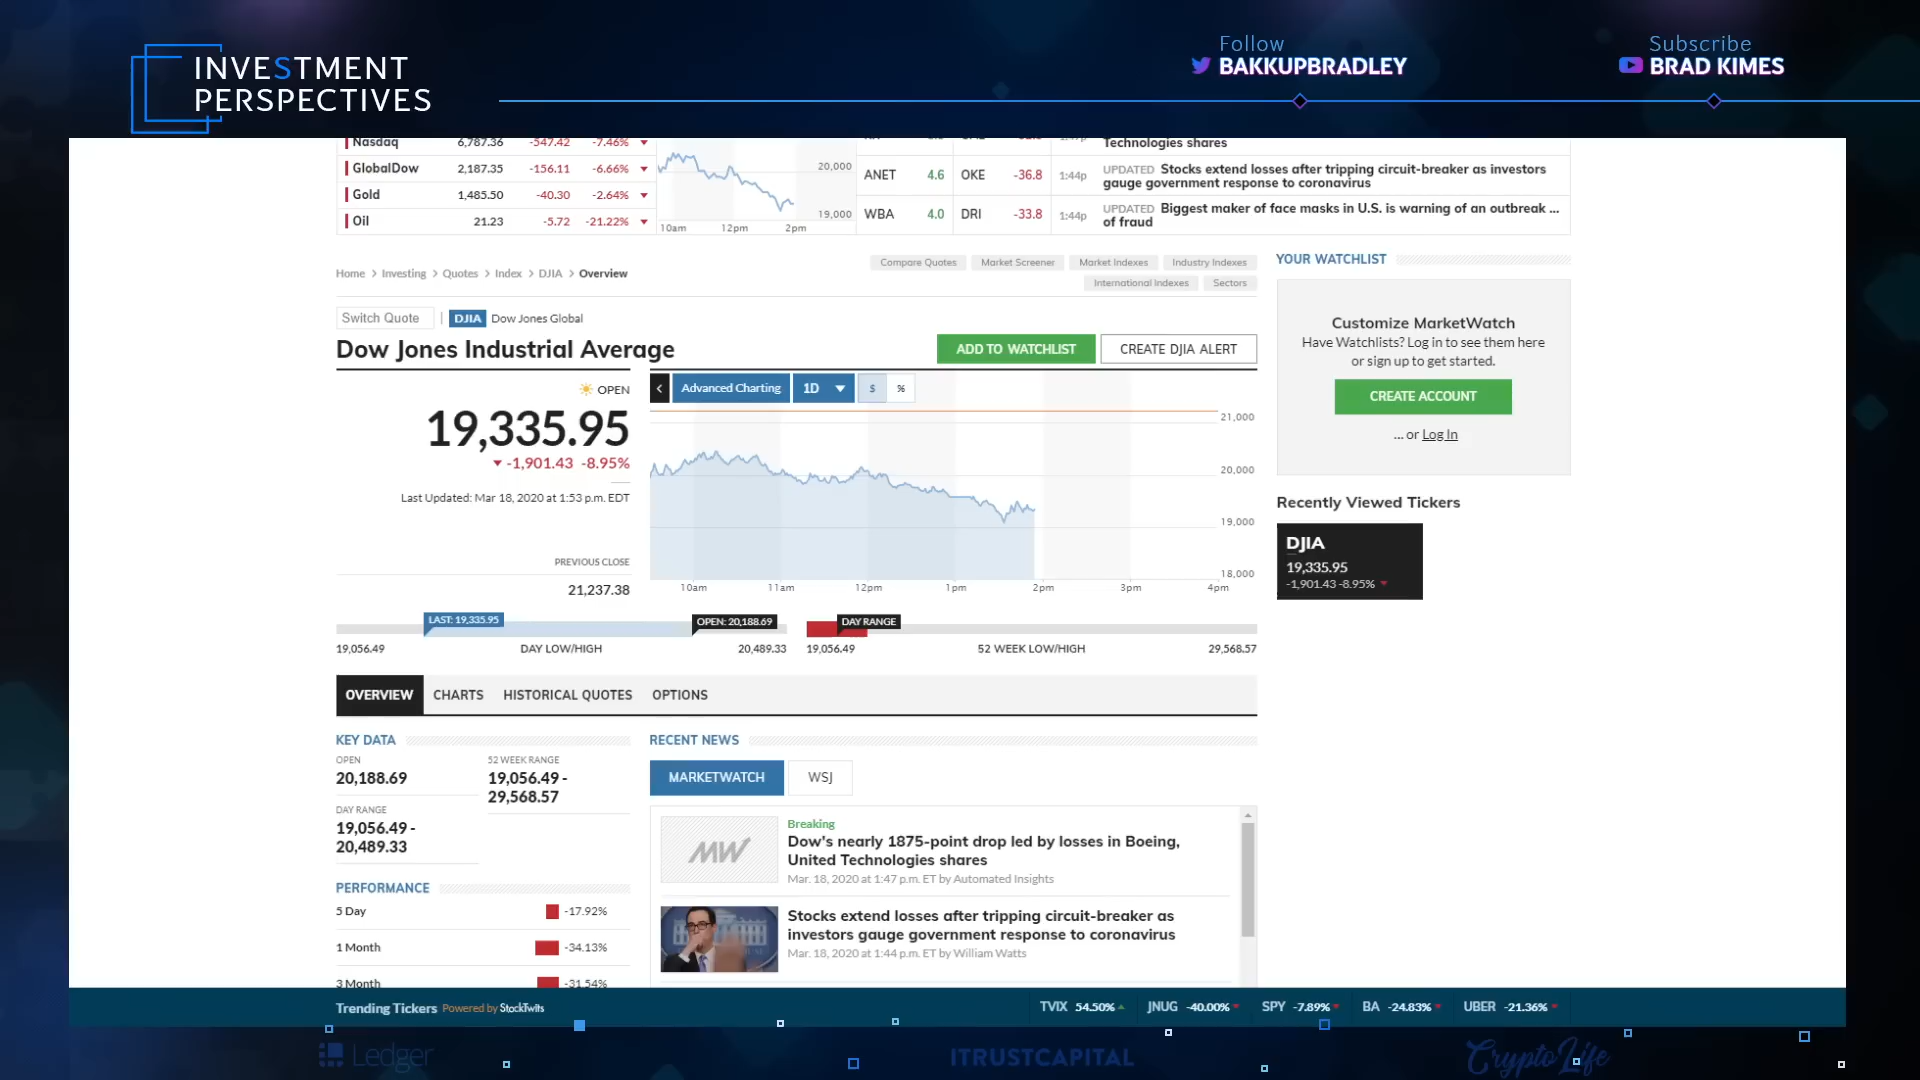 INVESTMENT
PERSPECTIVES
Follow
BAKKUPBRADLEY
Subscribe
BRAD KIMES
Nasdaq 6,787.36 -547.42 -7.46%
GlobalDow 2,187.35 -156.11 -6.66%
Gold 1,485.50 -40.30 -2.64%
Oil 21.23 -5.72 -21.22%
20,000
19,000
10am 12pm 2pm
ANET 4.6 OKE -36.8
WBA 4.0 DRI -33.8
Technologies shares
1:44p UPDATED Stocks extend losses after tripping circuit-breaker as investors
gauge government response to coronavirus
1:44p UPDATED Biggest maker of face masks in U.S. is warning of an outbreak ...
of fraud
Home > Investing > Quotes > Index > DJIA > Overview
Compare Quotes Market Screener Market Indexes Industry Indexes
International Indexes Sectors
YOUR WATCHLIST
Customize MarketWatch
Have Watchlists? Log in to see them here
or sign up to get started.
CREATE ACCOUNT
... or Log In
Switch Quote | DJIA Dow Jones Global
Dow Jones Industrial Average
ADD TO WATCHLIST CREATE DJIA ALERT
OPEN
19,335.95
-1,901.43 -8.95%
Last Updated: Mar 18, 2020 at 1:53 p.m. EDT
PREVIOUS CLOSE
21,237.38
< Advanced Charting 1D $ %
21,000
20,000
19,000
18,000
10am 11am 12pm 1pm 2pm 3pm 4pm
Recently Viewed Tickers
DJIA
19,335.95
-1,901.43 -8.95%
LAST: 19,335.95 OPEN: 20,188.69
19,056.49 DAY LOW/HIGH 20,489.33
DAY RANGE
19,056.49 52 WEEK LOW/HIGH 29,568.57
OVERVIEW CHARTS HISTORICAL QUOTES OPTIONS
KEY DATA
OPEN
20,188.69
52 WEEK RANGE
19,056.49 -
29,568.57
DAY RANGE
19,056.49 -
20,489.33
PERFORMANCE
5 Day -17.92%
1 Month -34.13%
3 Month -31.54%
RECENT NEWS
MARKETWATCH WSJ
MW
Breaking
Dow's nearly 1875-point drop led by losses in Boeing,
United Technologies shares
Mar. 18, 2020 at 1:47 p.m. ET by Automated Insights
Stocks extend losses after tripping circuit-breaker as
investors gauge government response to coronavirus
Mar. 18, 2020 at 1:44 p.m. ET by William Watts
Trending Tickers Powered by StockTwits
TVIX 54.50% JNUG -40.00% SPY -7.89% BA -24.83% UBER -21.36%
Ledger
ITRUSTCAPITAL
CryptoLife